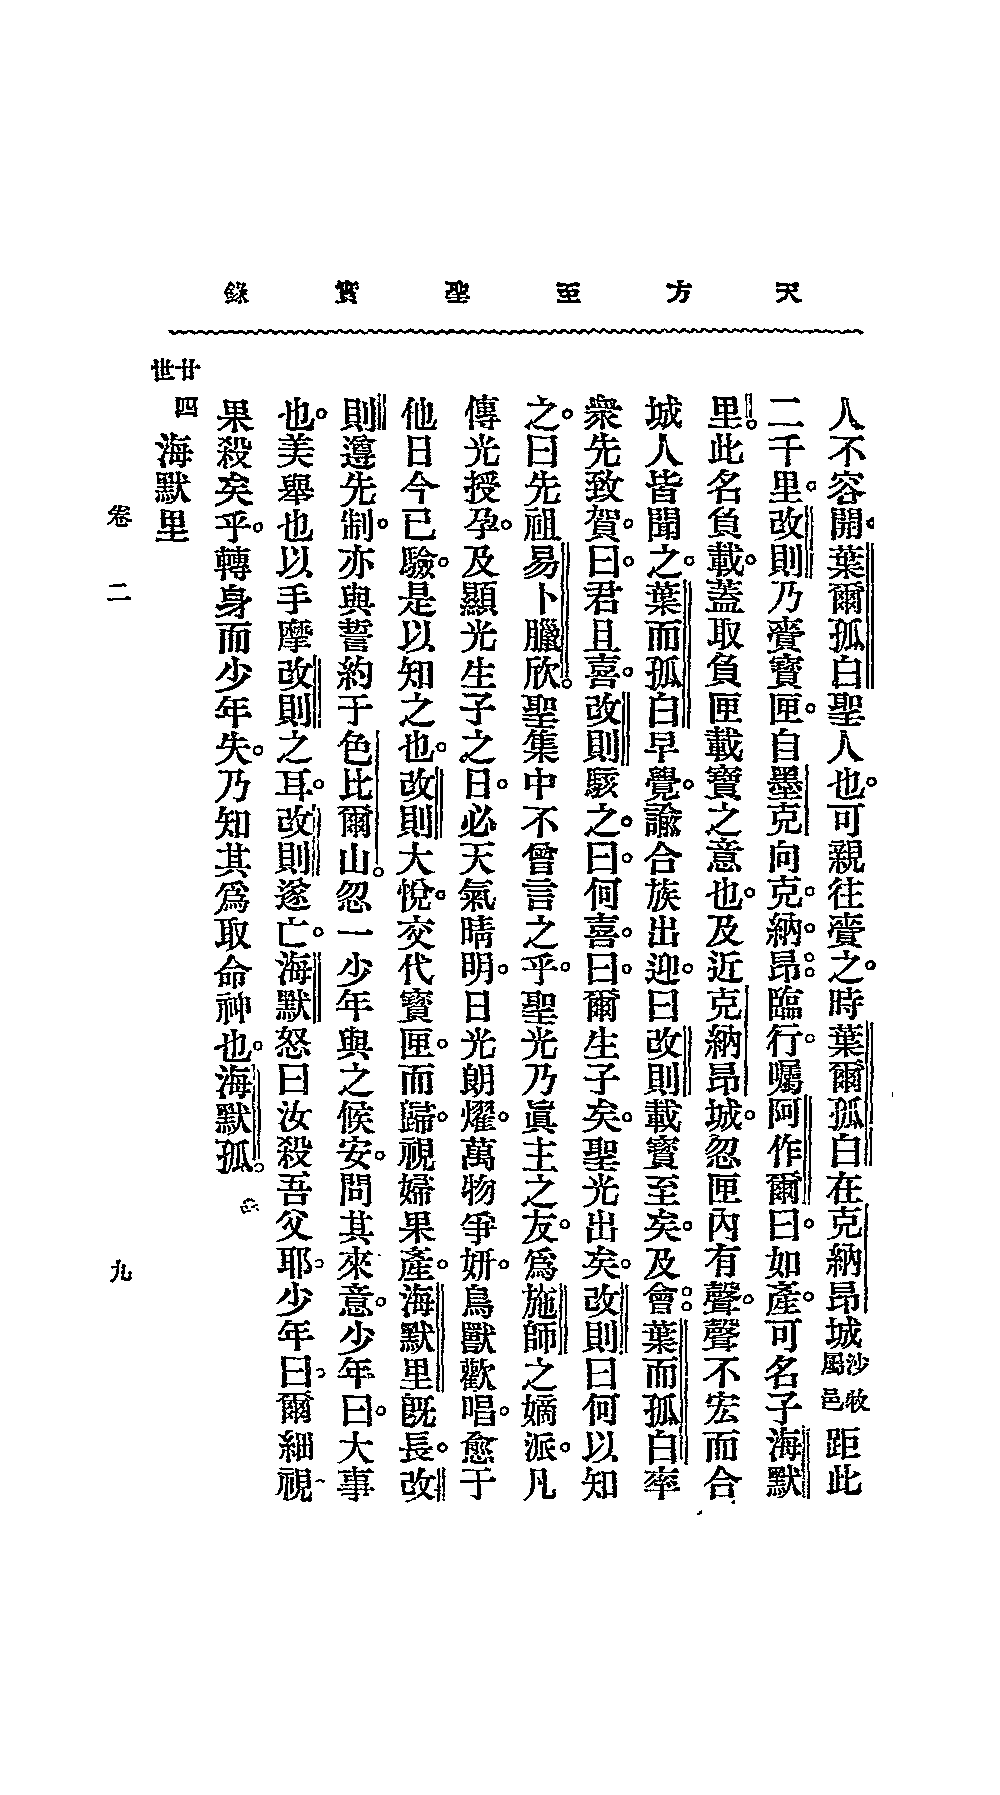 天方至聖實錄
人不容開。葉爾孤白聖人也。可親往賷之。時葉爾孤白在克納昂城沙牧屬邑距此
二千里。改則乃賷寶匣。自墨克向克。納。昂。臨行。囑阿作爾曰。如產。可名子海默
里。此名負載。蓋取負匣載寶之意也。及近克納昂城。忽匣內有聲。聲不宏而合
城人皆聞之。葉而孤白早覺。諭合族出迎。曰改則載寶至矣。及會。葉而孤白率
衆先致賀。曰。君且喜。改則駭之。曰。何喜。曰。爾生子矣。聖光出矣。改則曰何以知
之。曰先祖易卜臘欣。聖集中不曾言之乎。聖光乃眞主之友。爲施師之嫡派。凡
傳光授孕。及顯光生子之日。必天氣晴明。日光朗燿。萬物爭妍。鳥獸歡唱。愈于
他日今已驗。是以知之也。改則大悅。交代寶匣。而歸。視婦果產。海默里旣長。改
則遵先制。亦與誓約于色比爾山。忽一少年與之候安。問其來意。少年曰。大事
也。美舉也以手摩改則之耳。改則遂亡。海默怒曰汝殺吾父耶。少年曰。爾細視
果殺矣乎。轉身而少年失。乃知其爲取命神也。海默孤。
廿四世 海默里
卷二
九